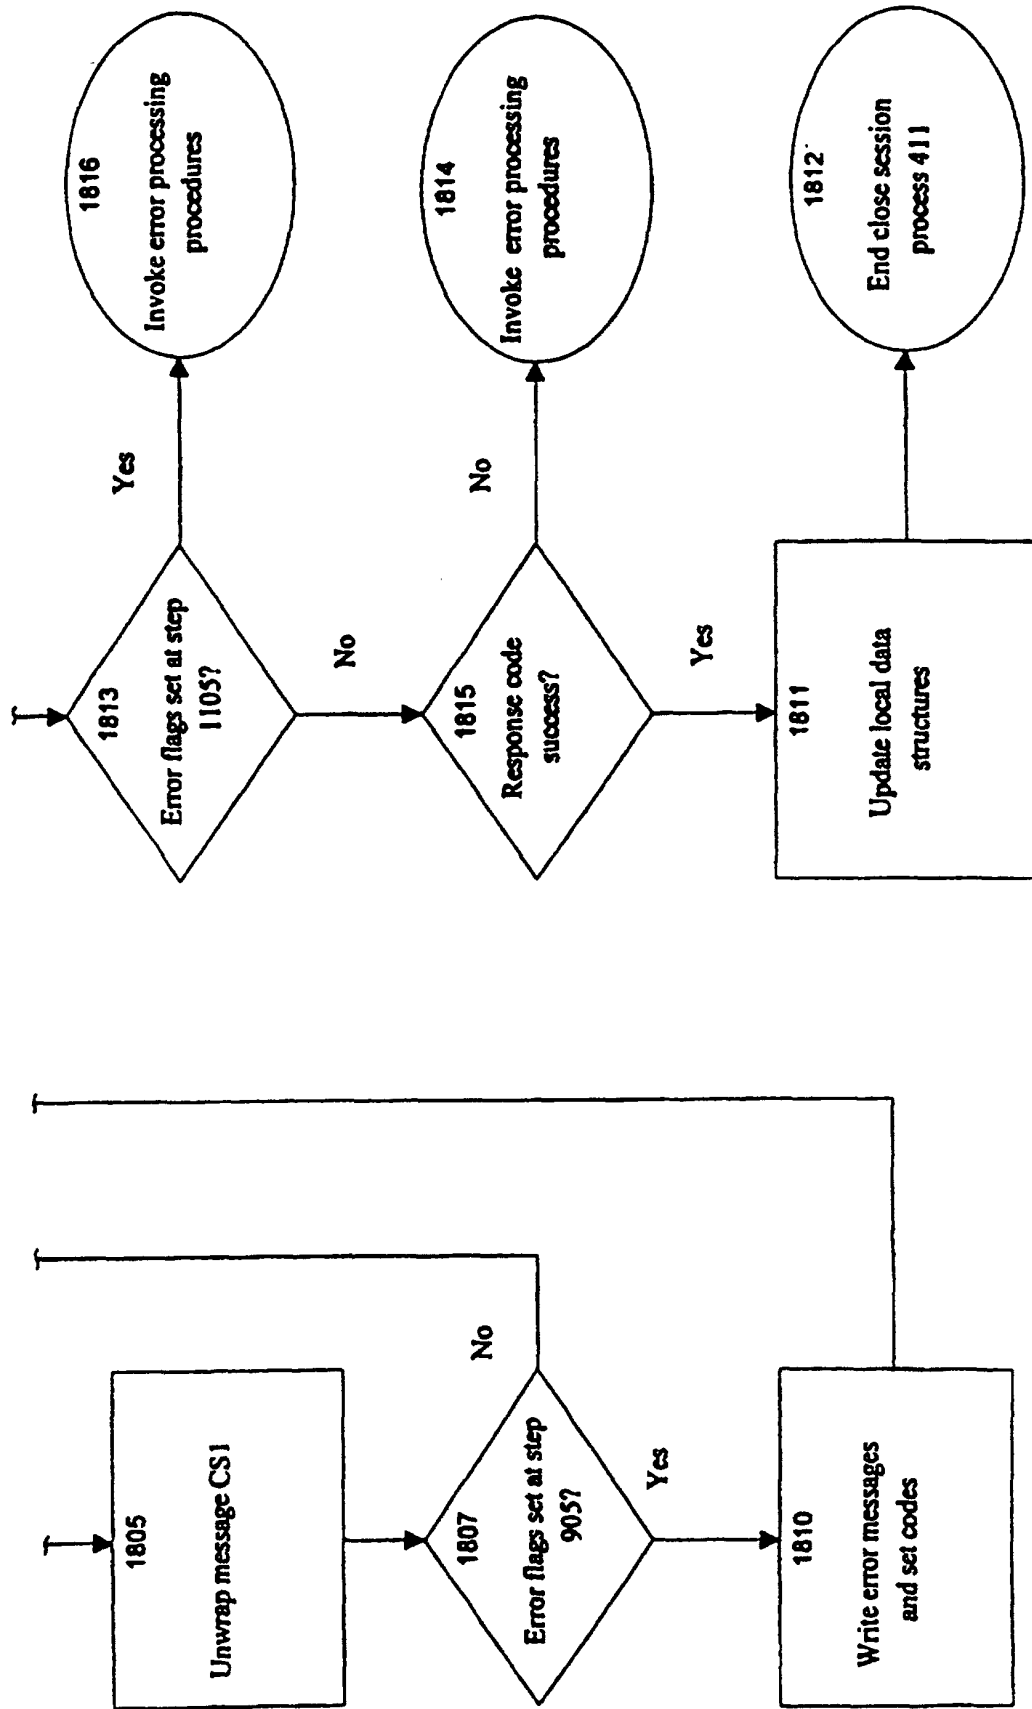 1805
Unwrap message CS1
1807
Error flags set at step
905?
No
Yes
1810
Write error messages
and set codes
1813
Error flags set at step
1105?
Yes
1816
Invoke error processing
procedures
No
1815
Response code
success?
No
1814
Invoke error processing
procedures
Yes
1811
Update local data
structures
1812
End close session
process 411